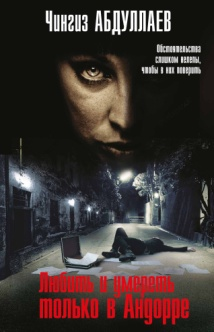 Чингиз АБДУЛЛАЕВ
Обстоятельства
слишком нелепы,
чтобы в них поверить
Любить и умереть
только в Андорре